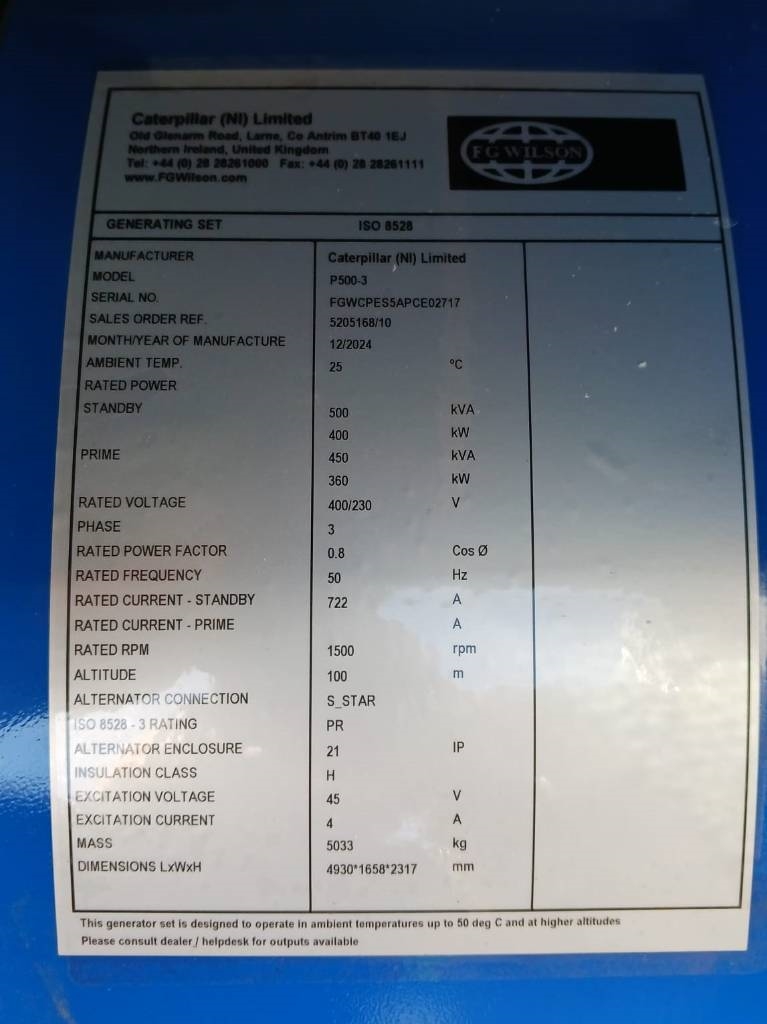 Caterpillar (NI) Limited
Old Glenarm Road, Larne, Co Antrim BT40 1EJ
Northern Ireland, United Kingdom
Tel: +44 (0) 28 28261000 Fax: +44 (0) 28 28261111
www.FGWilson.com
FG WILSON
GENERATING SET ISO 8528
MANUFACTURER Caterpillar (NI) Limited
MODEL P500-3
SERIAL NO. FGWCPES5APCE02717
SALES ORDER REF. 5205168/10
MONTH/YEAR OF MANUFACTURE 12/2024
AMBIENT TEMP. 25 ºC
RATED POWER
STANDBY 500 kVA
400 kW
PRIME 450 kVA
360 kW
RATED VOLTAGE 400/230 V
PHASE 3
RATED POWER FACTOR 0.8 Cos Ø
RATED FREQUENCY 50 Hz
RATED CURRENT - STANDBY 722 A
RATED CURRENT - PRIME A
RATED RPM 1500 rpm
ALTITUDE 100 m
ALTERNATOR CONNECTION S_STAR
ISO 8528 - 3 RATING PR
ALTERNATOR ENCLOSURE 21 IP
INSULATION CLASS H
EXCITATION VOLTAGE 45 V
EXCITATION CURRENT 4 A
MASS 5033 kg
DIMENSIONS LxWxH 4930*1658*2317 mm
This generator set is designed to operate in ambient temperatures up to 50 deg C and at higher altitudes
Please consult dealer / helpdesk for outputs available